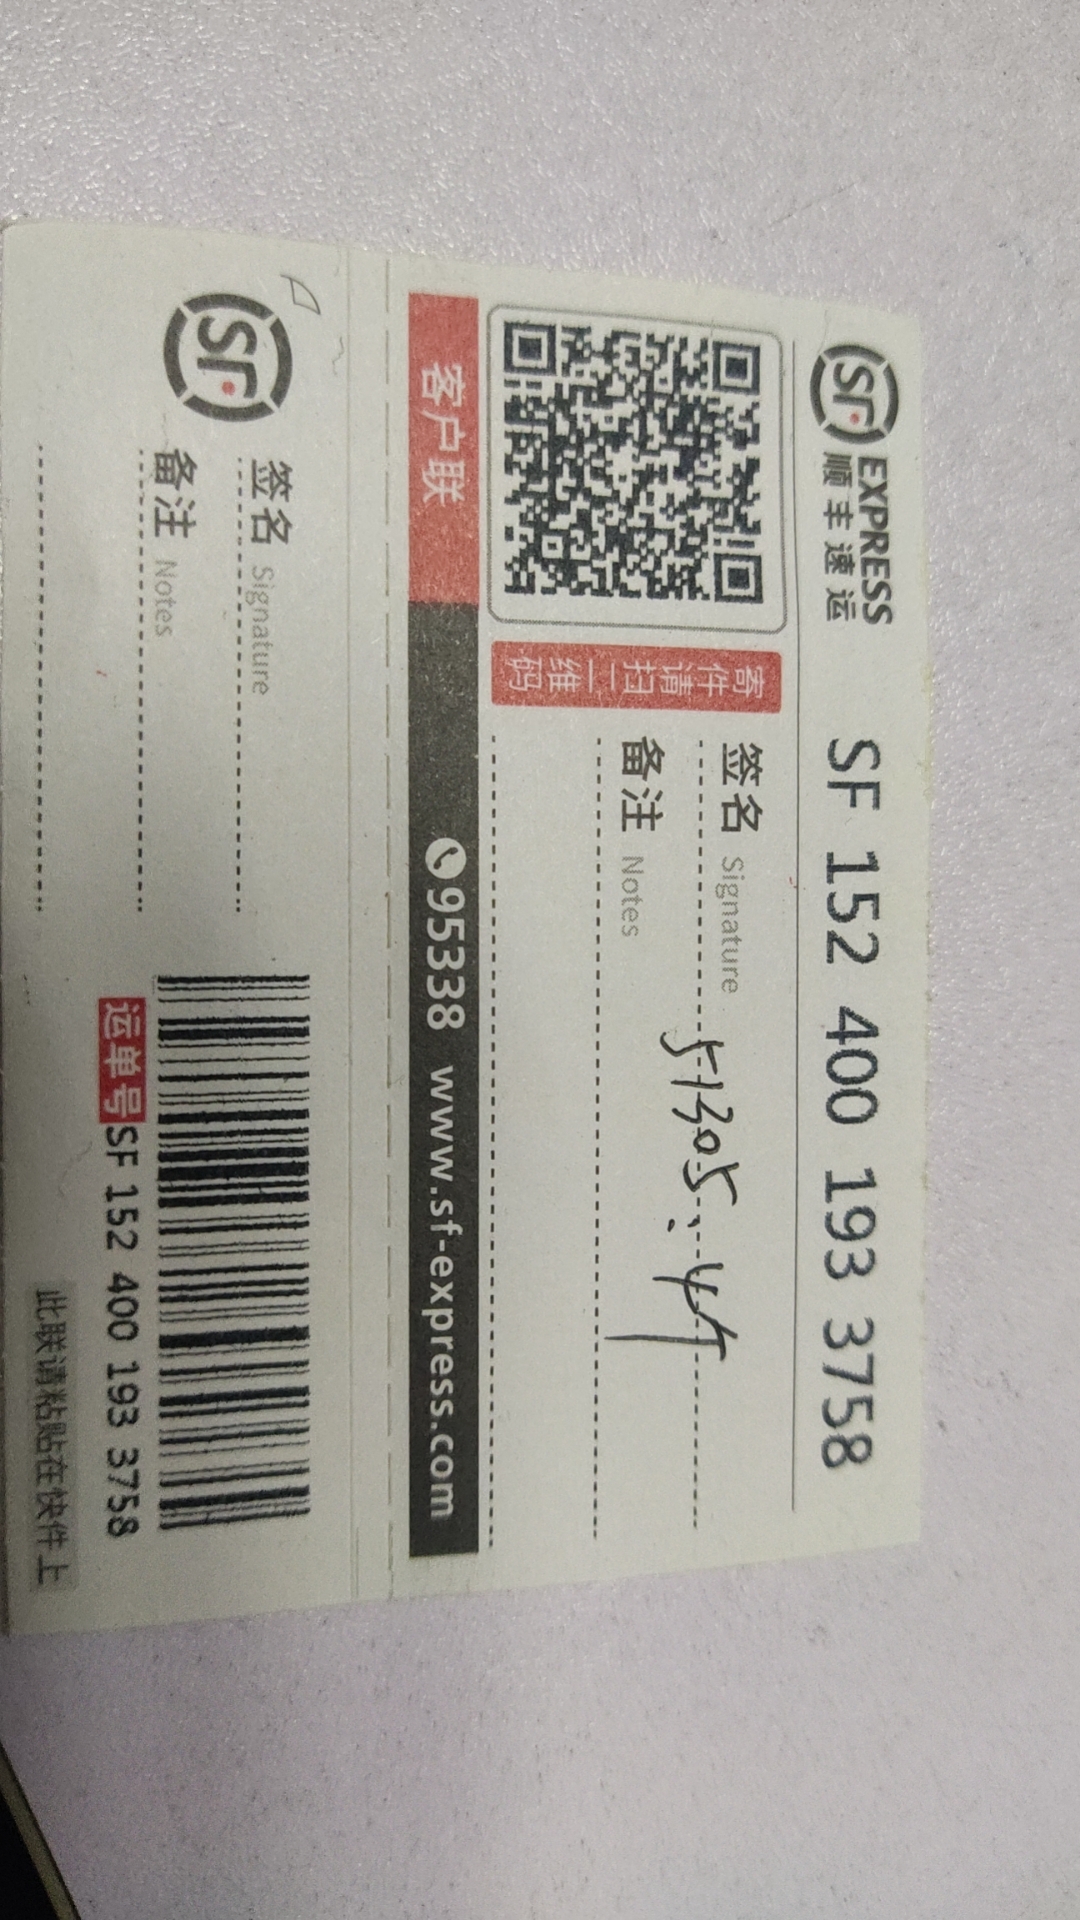 SF EXPRESS
顺丰速运
SF 152 400 193 3758
寄件请扫二维码
签名 Signature
备注 Notes
客户联
95338 www.sf-express.com
SF
签名 Signature
备注 Notes
运单号 SF 152 400 193 3758
此联请粘贴在快件上